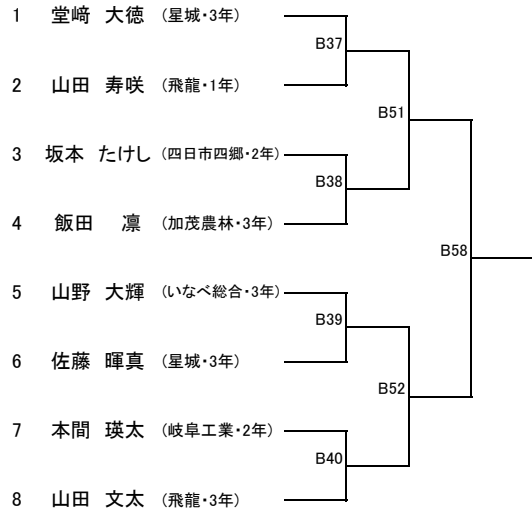 1 堂﨑 大徳 (星城・3年)
B37
2 山田 寿咲 (飛龍・1年)
B51
3 坂本 たけし (四日市四郷・2年)
B38
4 飯田 凛 (加茂農林・3年)
B58
5 山野 大輝 (いなべ総合・3年)
B39
6 佐藤 暉真 (星城・3年)
B52
7 本間 瑛太 (岐阜工業・2年)
B40
8 山田 文太 (飛龍・3年)